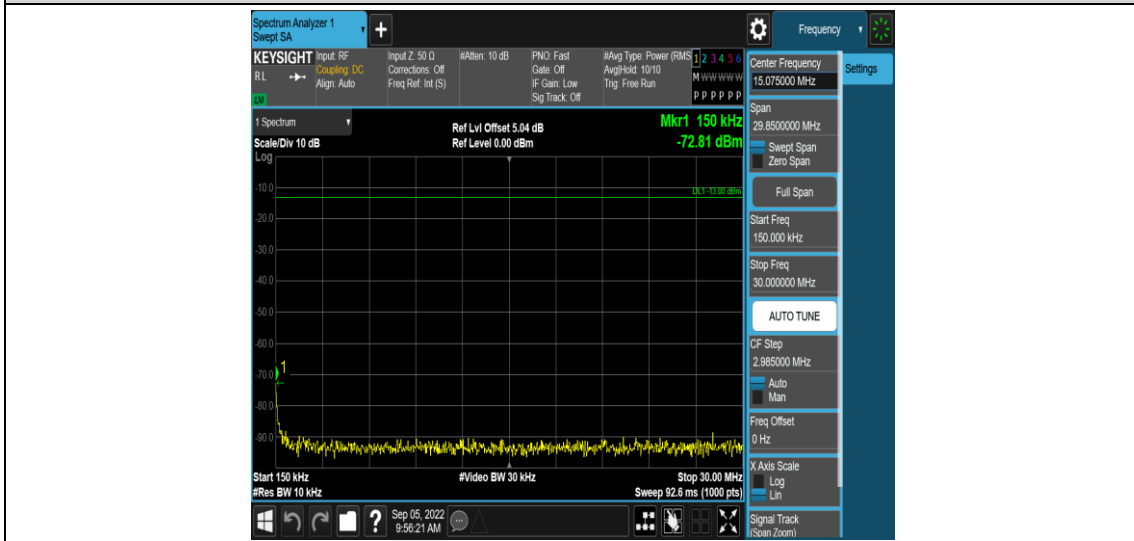 Spectrum Analyzer 1
Swept SA
+
Frequency
KEYSIGHT
RL
Input: RF
Coupling: DC
Align: Auto
Input Z: 50 Ω
Corrections: Off
Freq Ref: Int (S)
#Atten: 10 dB
PNO: Fast
Gate: Off
IF Gain: Low
Sig Track: Off
#Avg Type: Power (RMS
Avg|Hold: 10/10
Trig: Free Run
1 2 3 4 5 6
M W W W W W
P P P P P P
1 Spectrum
Scale/Div 10 dB
Log
Ref Lvl Offset 5.04 dB
Ref Level 0.00 dBm
Mkr1 150 kHz
-72.81 dBm
DL1 -13.00 dBm
-10.0
-20.0
-30.0
-40.0
-50.0
-60.0
-70.0
-80.0
-90.0
1
Start 150 kHz
#Res BW 10 kHz
#Video BW 30 kHz
Stop 30.00 MHz
Sweep 92.6 ms (1000 pts)
Center Frequency
15.075000 MHz
Settings
Span
29.8500000 MHz
Swept Span
Zero Span
Full Span
Start Freq
150.000 kHz
Stop Freq
30.000000 MHz
AUTO TUNE
CF Step
2.985000 MHz
Auto
Man
Freq Offset
0 Hz
X Axis Scale
Log
Lin
Signal Track
(Span Zoom)
?
Sep 05, 2022
9:56:21 AM